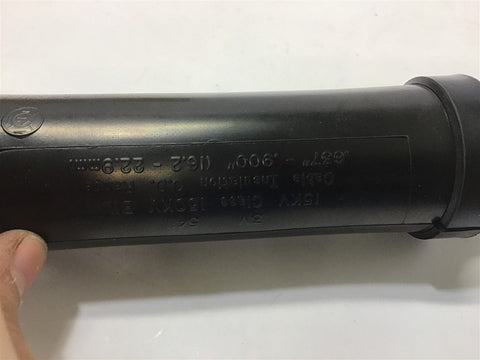 15KV Class 150KV BIL
Cable Insulation O.D. Range
.637" - .900" (16.2 - 22.9mm)